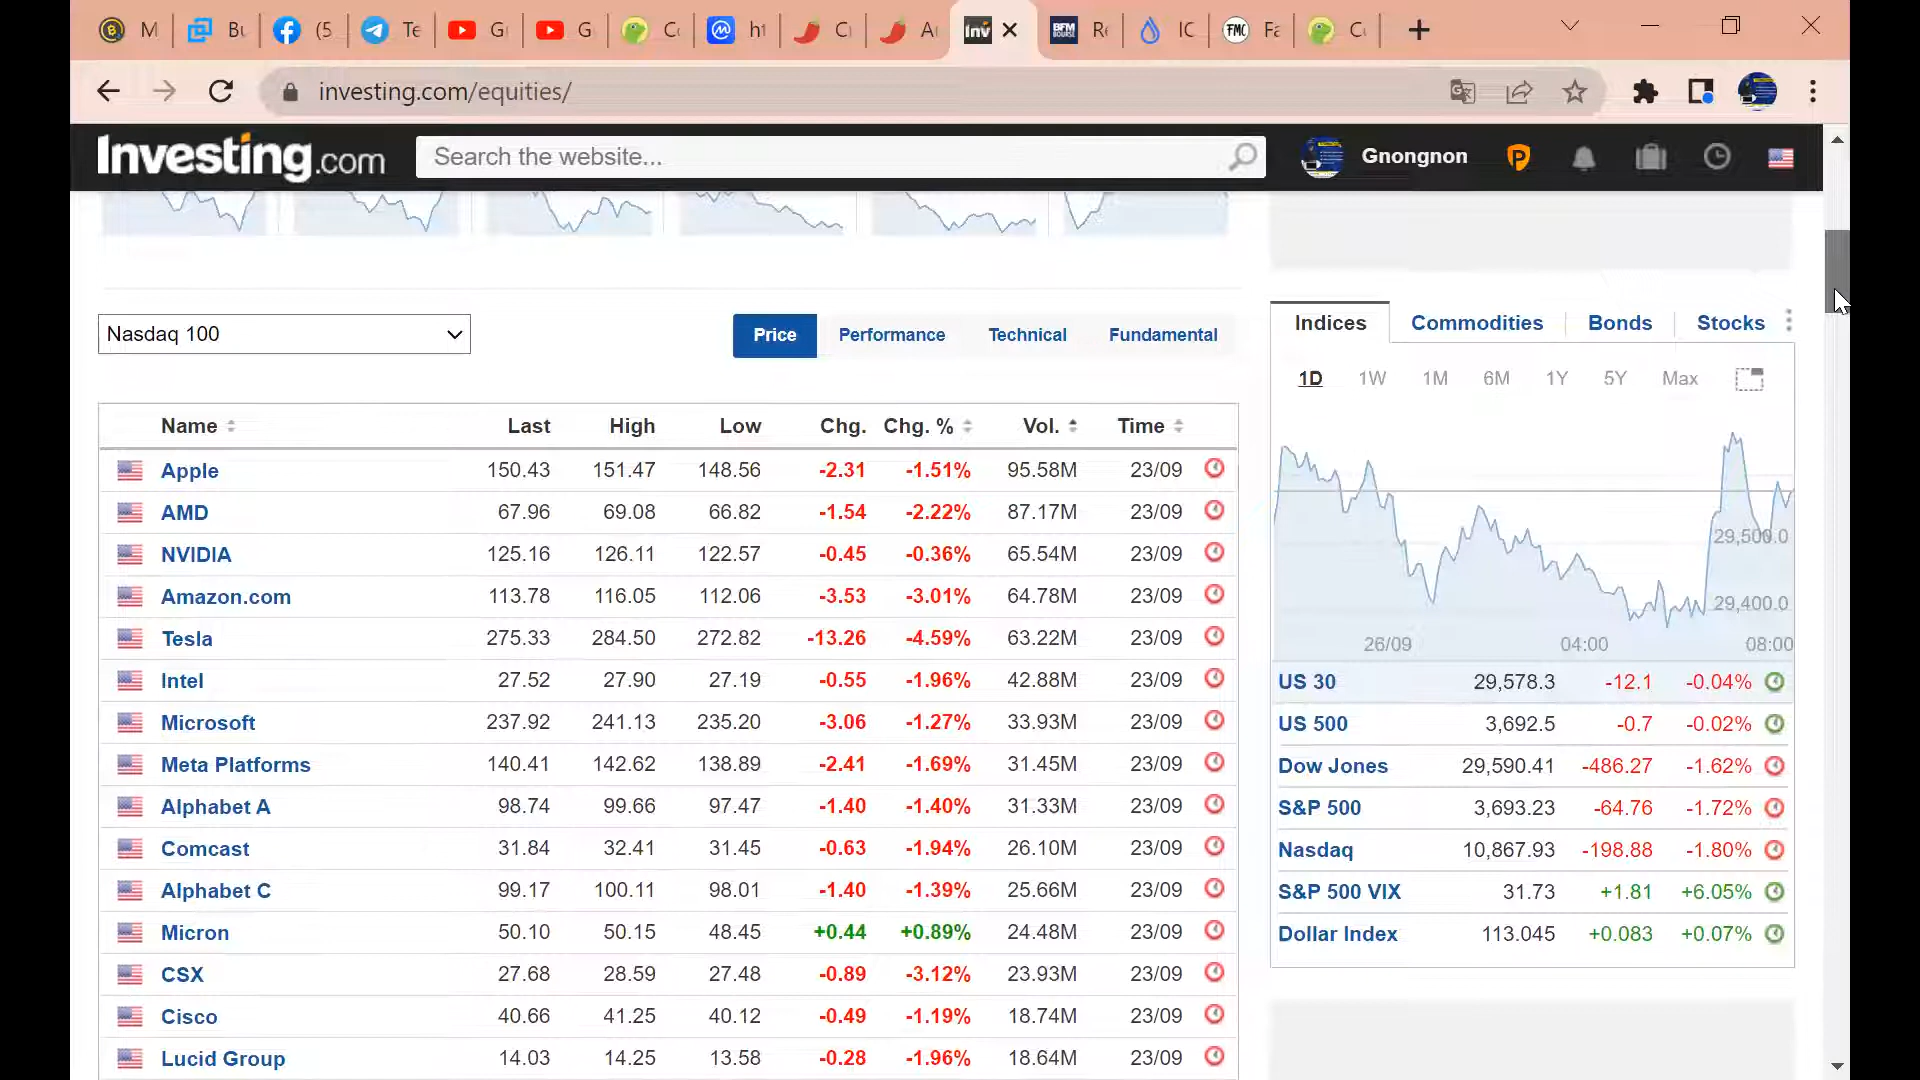 M Bu (5 Te G G C h1 C A Inv Re IC FMC Fa C
investing.com/equities/
Investing.com Search the website... Gnongnon
Nasdaq 100 Price Performance Technical Fundamental
Indices Commodities Bonds Stocks
1D 1W 1M 6M 1Y 5Y Max
29,500.0
29,400.0
26/09 04:00 08:00
Name Last High Low Chg. Chg. % Vol. Time
Apple 150.43 151.47 148.56 -2.31 -1.51% 95.58M 23/09
AMD 67.96 69.08 66.82 -1.54 -2.22% 87.17M 23/09
NVIDIA 125.16 126.11 122.57 -0.45 -0.36% 65.54M 23/09
Amazon.com 113.78 116.05 112.06 -3.53 -3.01% 64.78M 23/09
Tesla 275.33 284.50 272.82 -13.26 -4.59% 63.22M 23/09
Intel 27.52 27.90 27.19 -0.55 -1.96% 42.88M 23/09
Microsoft 237.92 241.13 235.20 -3.06 -1.27% 33.93M 23/09
Meta Platforms 140.41 142.62 138.89 -2.41 -1.69% 31.45M 23/09
Alphabet A 98.74 99.66 97.47 -1.40 -1.40% 31.33M 23/09
Comcast 31.84 32.41 31.45 -0.63 -1.94% 26.10M 23/09
Alphabet C 99.17 100.11 98.01 -1.40 -1.39% 25.66M 23/09
Micron 50.10 50.15 48.45 +0.44 +0.89% 24.48M 23/09
CSX 27.68 28.59 27.48 -0.89 -3.12% 23.93M 23/09
Cisco 40.66 41.25 40.12 -0.49 -1.19% 18.74M 23/09
Lucid Group 14.03 14.25 13.58 -0.28 -1.96% 18.64M 23/09
US 30 29,578.3 -12.1 -0.04%
US 500 3,692.5 -0.7 -0.02%
Dow Jones 29,590.41 -486.27 -1.62%
S&P 500 3,693.23 -64.76 -1.72%
Nasdaq 10,867.93 -198.88 -1.80%
S&P 500 VIX 31.73 +1.81 +6.05%
Dollar Index 113.045 +0.083 +0.07%